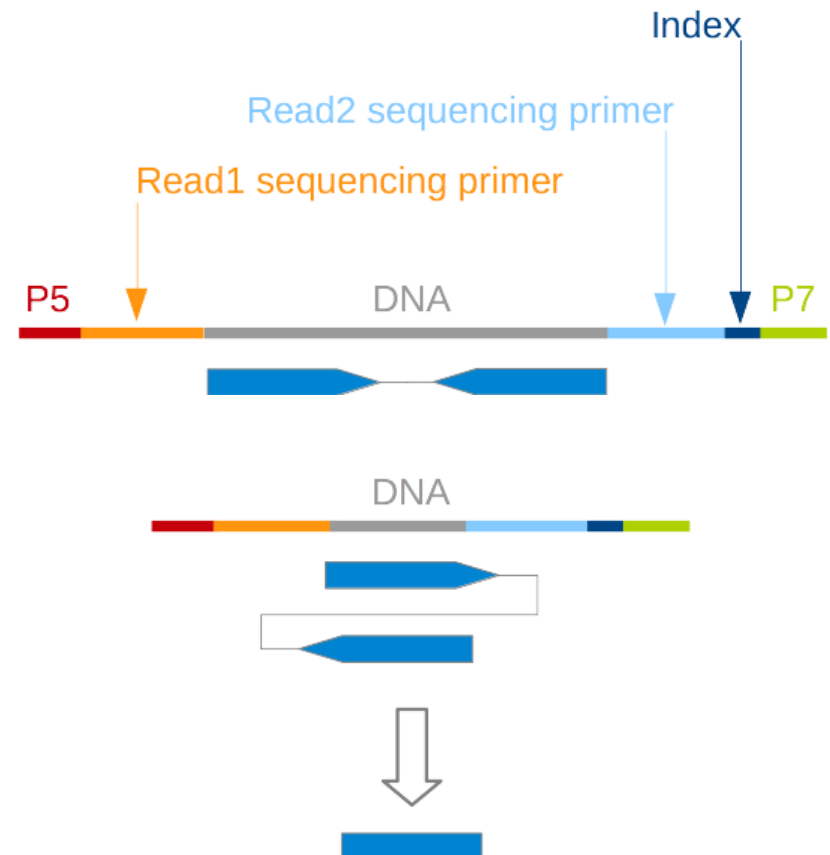 Index
Read2 sequencing primer
Read1 sequencing primer
P5 DNA P7
DNA